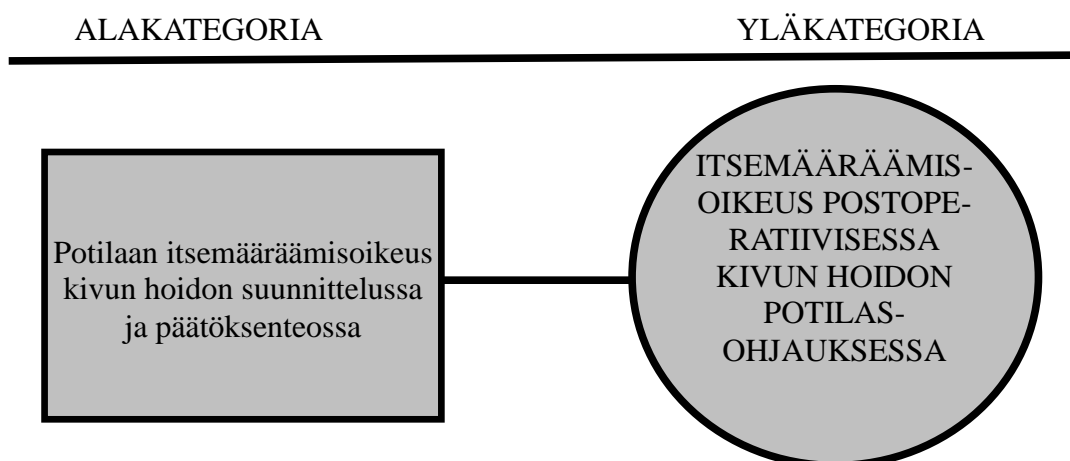 ALAKATEGORIA
YLÄKATEGORIA
Potilaan itsemääräämisoikeus
kivun hoidon suunnittelussa
ja päätöksenteossa
ITSEMÄÄRÄÄMIS-
OIKEUS POSTOPE-
RATIIVISESSA
KIVUN HOIDON
POTILAS-
OHJAUKSESSA